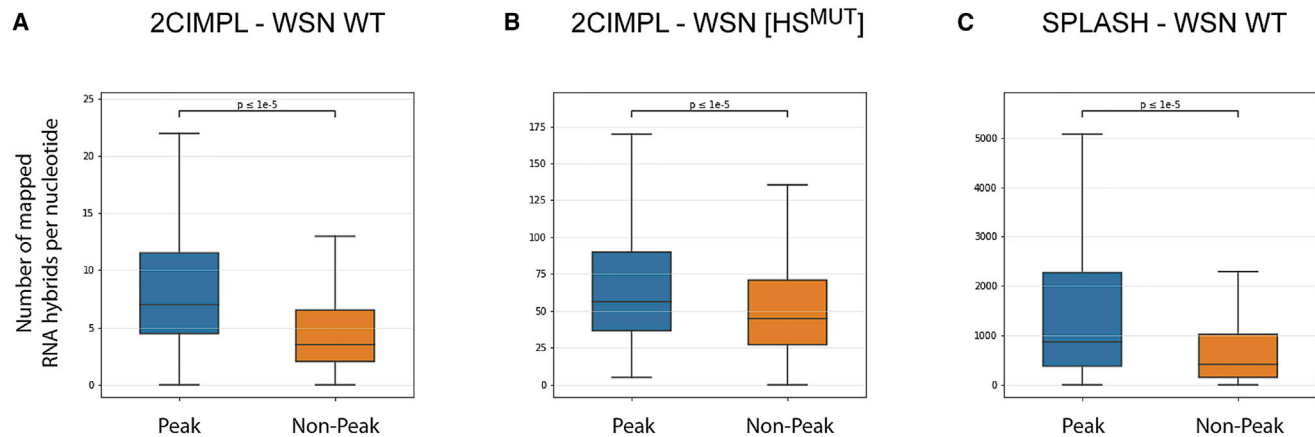 A 2CIMPL - WSN WT
B 2CIMPL - WSN [HS^MUT]
C SPLASH - WSN WT
Number of mapped
RNA hybrids per nucleotide
25
20
15
10
5
0
p ≤ 1e-5
Peak Non-Peak
175
150
125
100
75
50
25
0
p ≤ 1e-5
Peak Non-Peak
5000
4000
3000
2000
1000
0
p ≤ 1e-5
Peak Non-Peak